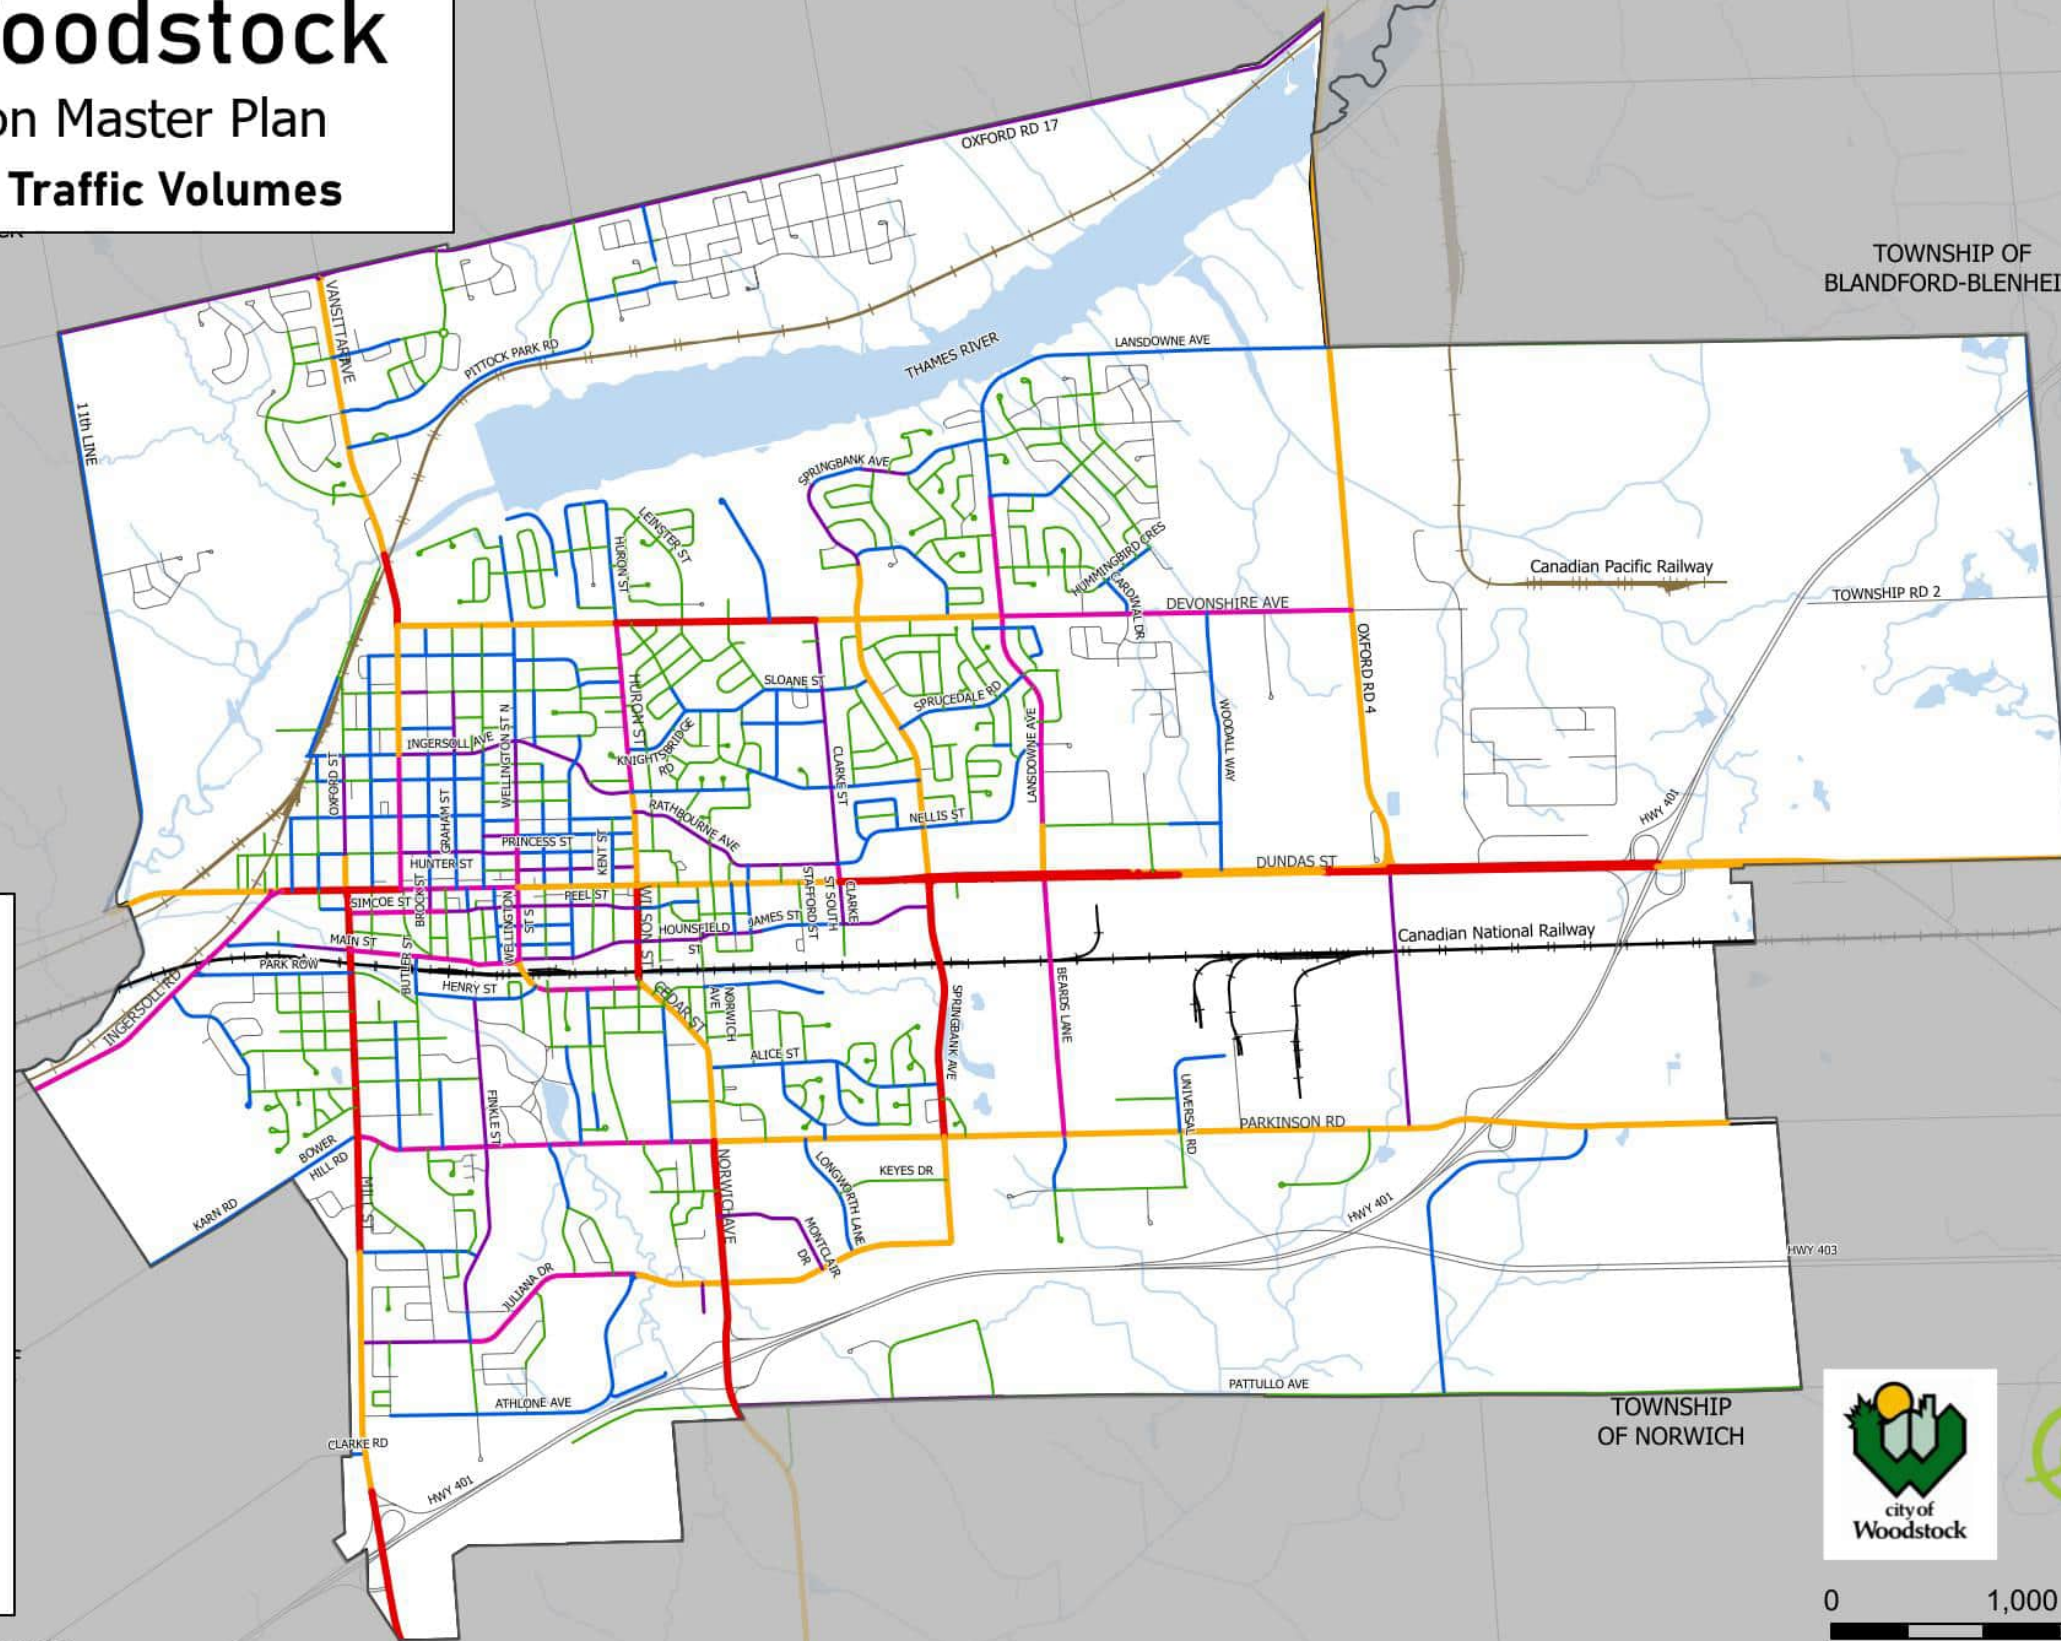 oodstock
on Master Plan
Traffic Volumes
OXFORD RD 17
TOWNSHIP OF
BLANDFORD-BLENHEI
VANSITTART AVE
PITTOCK PARK RD
THAMES RIVER
LANSDOWNE AVE
11th LINE
SPRINGBANK AVE
LEINSTER ST
HURON ST
HUMMINGBIRD CRES
CARDINAL DR
Canadian Pacific Railway
DEVONSHIRE AVE
TOWNSHIP RD 2
OXFORD RD 4
SLOANE ST
HURON ST
SPRUCEDALE RD
WELLINGTON ST N
INGERSOLL AVE
KNIGHTSBRIDGE
RD
CLARKE ST
LANSDOWNE AVE
WOODALL WAY
OXFORD ST
GRAHAM ST
RATHBOURNE AVE
NELLIS ST
HWY 401
PRINCESS ST
KENT ST
HUNTER ST
DUNDAS ST
BROCK ST
SIMCOE ST
PEEL ST
WELLINGTON
ST S
WILSON ST
STAFFORD ST
CLARKE
ST SOUTH
JAMES ST
HOUNSFIELD
ST
MAIN ST
Canadian National Railway
PARK ROW
BUTLER ST
HENRY ST
INGERSOLL RD
CEDAR ST
NORWICH
AVE
SPRINGBANK AVE
BEARDS LANE
ALICE ST
FINKLE ST
UNIVERSAL RD
PARKINSON RD
BOWER
HILL RD
KARN RD
MILL ST
NORWICH AVE
LONGWORTH LANE
KEYES DR
MONTCLAIR
DR
HWY 401
HWY 403
JULIANA DR
ATHLONE AVE
PATTULLO AVE
TOWNSHIP
OF NORWICH
CLARKE RD
HWY 401
city of
Woodstock
0 1,000